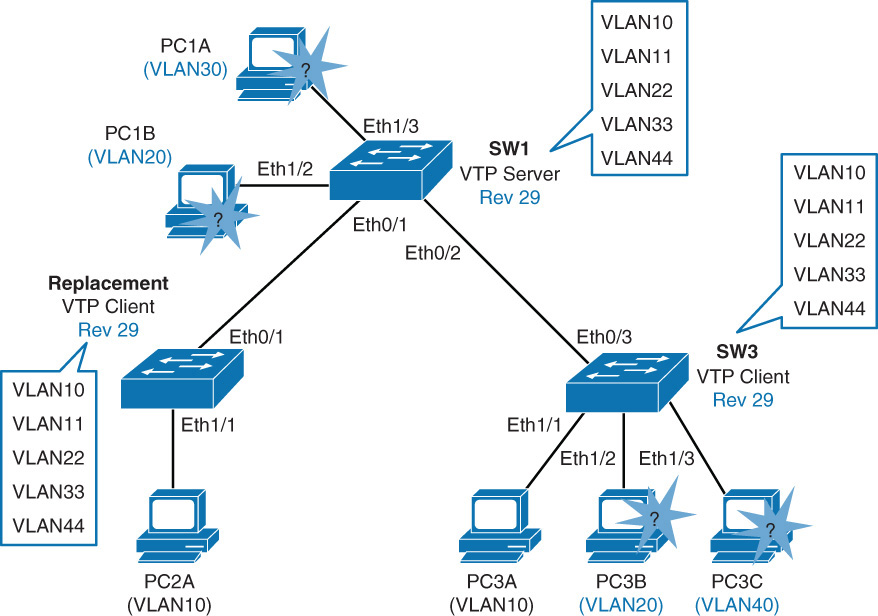 PC1A
(VLAN30)
?
Eth1/3
PC1B
(VLAN20)
?
Eth1/2
SW1
VTP Server
Rev 29
VLAN10
VLAN11
VLAN22
VLAN33
VLAN44
Eth0/1
Eth0/2
Replacement
VTP Client
Rev 29
Eth0/1
VLAN10
VLAN11
VLAN22
VLAN33
VLAN44
Eth1/1
PC2A
(VLAN10)
VLAN10
VLAN11
VLAN22
VLAN33
VLAN44
Eth0/3
SW3
VTP Client
Rev 29
Eth1/1
Eth1/2
Eth1/3
?
?
PC3A
(VLAN10)
PC3B
(VLAN20)
PC3C
(VLAN40)